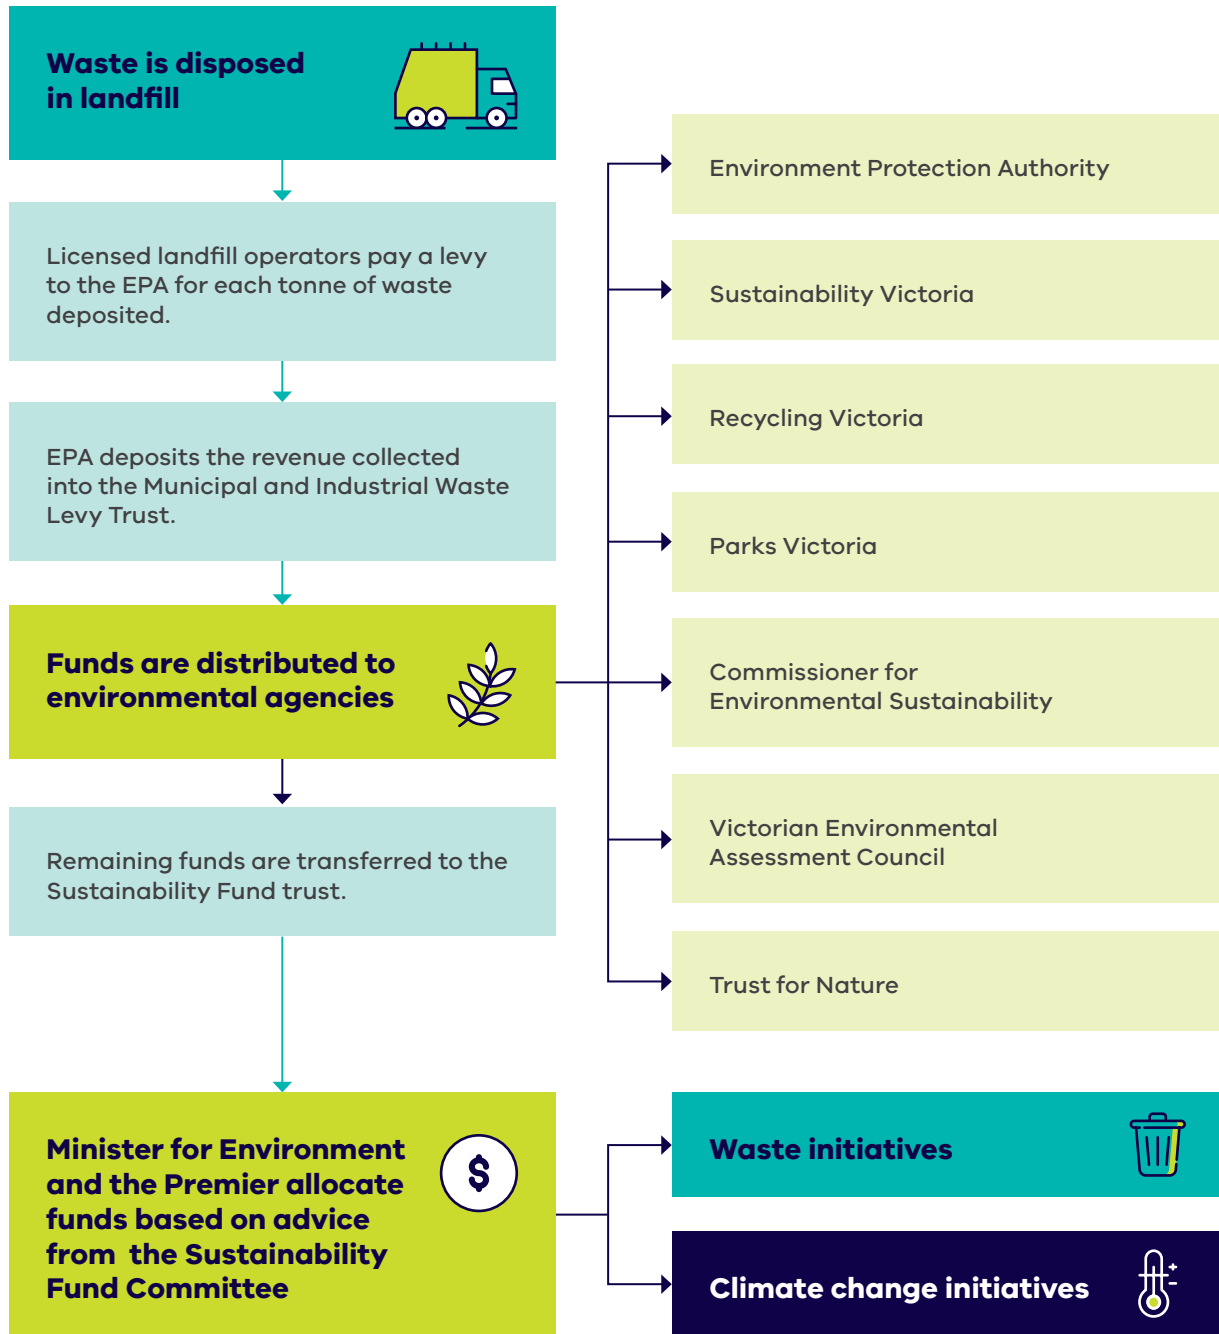 Waste is disposed
in landfill
Licensed landfill operators pay a levy
to the EPA for each tonne of waste
deposited.
EPA deposits the revenue collected
into the Municipal and Industrial Waste
Levy Trust.
Funds are distributed to
environmental agencies
Environment Protection Authority
Sustainability Victoria
Recycling Victoria
Parks Victoria
Commissioner for
Environmental Sustainability
Victorian Environmental
Assessment Council
Trust for Nature
Remaining funds are transferred to the
Sustainability Fund trust.
Minister for Environment
and the Premier allocate
funds based on advice
from the Sustainability
Fund Committee
$
Waste initiatives
Climate change initiatives